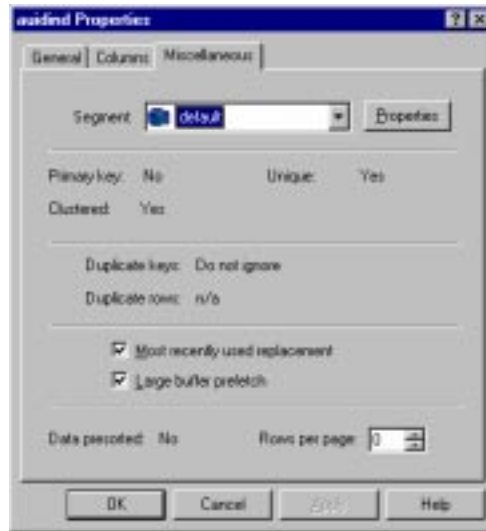 auidind Properties
General Columns Miscellaneous
Segment: default Properties
Primary key: No Unique: Yes
Clustered: Yes
Duplicate keys: Do not ignore
Duplicate rows: n/a
Most recently used replacement
Large buffer prefetch
Data presorted: No Rows per page: 0
OK Cancel Apply Help